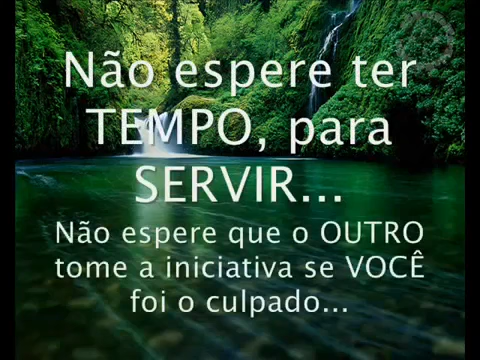 Não espere ter
TEMPO, para
SERVIR...
Não espere que o OUTRO
tome a iniciativa se VOCÊ
foi o culpado...